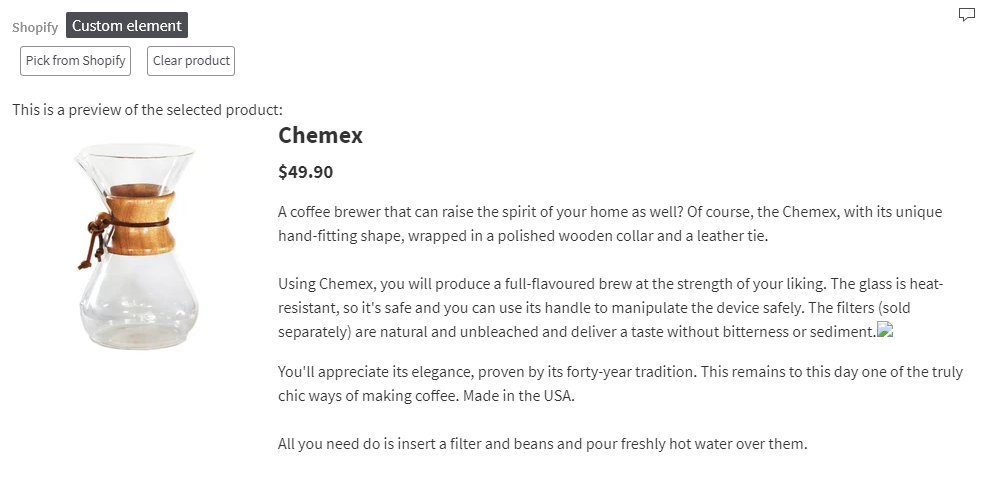 Shopify Custom element
Pick from Shopify Clear product
This is a preview of the selected product:
Chemex
$49.90
A coffee brewer that can raise the spirit of your home as well? Of course, the Chemex, with its unique
hand-fitting shape, wrapped in a polished wooden collar and a leather tie.
Using Chemex, you will produce a full-flavoured brew at the strength of your liking. The glass is heat-
resistant, so it's safe and you can use its handle to manipulate the device safely. The filters (sold
separately) are natural and unbleached and deliver a taste without bitterness or sediment.
You'll appreciate its elegance, proven by its forty-year tradition. This remains to this day one of the truly
chic ways of making coffee. Made in the USA.
All you need do is insert a filter and beans and pour freshly hot water over them.